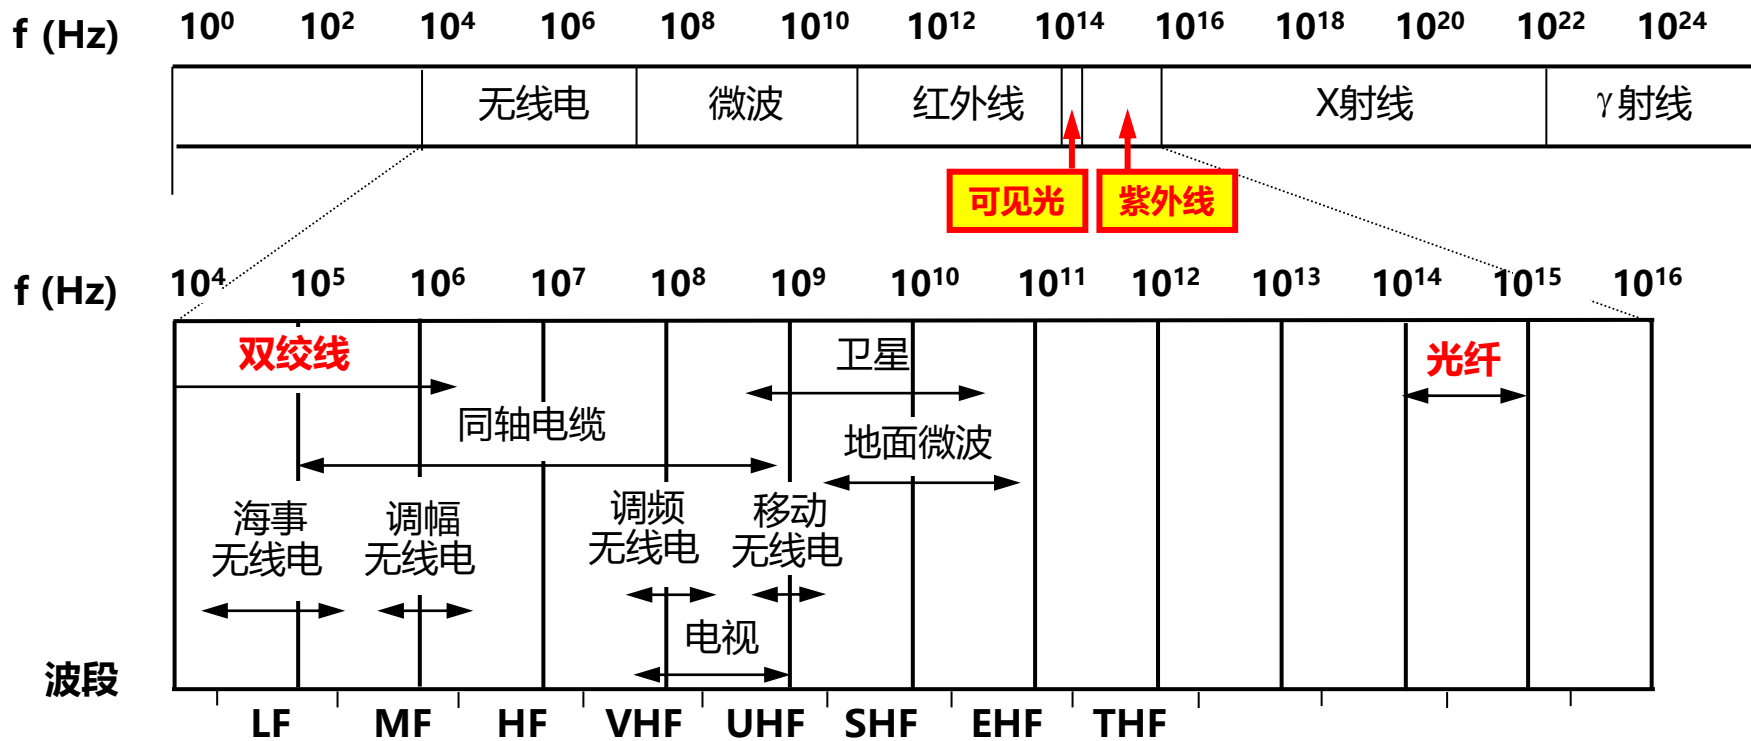 f (Hz) 10⁰ 10² 10⁴ 10⁶ 10⁸ 10¹⁰ 10¹² 10¹⁴ 10¹⁶ 10¹⁸ 10²⁰ 10²² 10²⁴
无线电 微波 红外线 X射线 γ射线
可见光 紫外线
f (Hz) 10⁴ 10⁵ 10⁶ 10⁷ 10⁸ 10⁹ 10¹⁰ 10¹¹ 10¹² 10¹³ 10¹⁴ 10¹⁵ 10¹⁶
双绞线 卫星 光纤
同轴电缆 地面微波
海事 调幅 调频 移动
无线电 无线电 无线电 无线电
电视
波段
LF MF HF VHF UHF SHF EHF THF